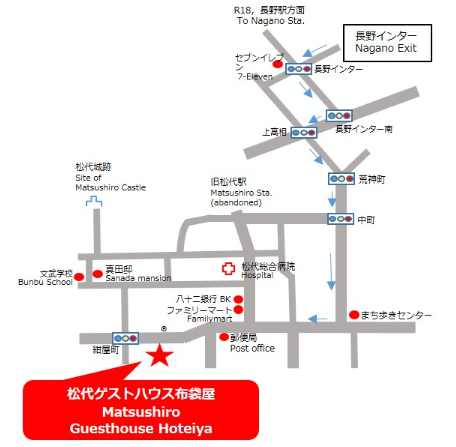 R18，長野駅方面
To Nagano Sta.
長野インター
Nagano Exit
セブンイレブ
ン
7-Eleven
長野インター
上高相
長野インター南
荒神町
松代城跡
Site of
Matsushiro Castle
旧松代駅
Matsushiro Sta.
(abandoned)
中町
文武学校
Bunbu School
真田邸
Sanada mansion
松代総合病院
Hospital
八十二銀行 BK
ファミリーマート
Familymart
まち歩きセンター
紺屋町
℗
郵便局
Post office
松代ゲストハウス布袋屋
Matsushiro
Guesthouse Hoteiya